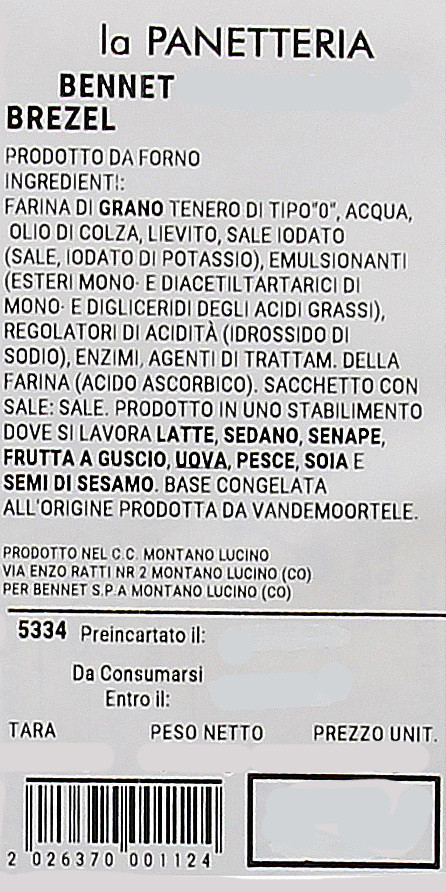 la PANETTERIA
BENNET
BREZEL
PRODOTTO DA FORNO
INGREDIENTI:
FARINA DI GRANO TENERO DI TIPO"0", ACQUA,
OLIO DI COLZA, LIEVITO, SALE IODATO
(SALE, IODATO DI POTASSIO), EMULSIONANTI
(ESTERI MONO- E DIACETILTARTARICI DI
MONO- E DIGLICERIDI DEGLI ACIDI GRASSI),
REGOLATORI DI ACIDITÀ (IDROSSIDO DI
SODIO), ENZIMI, AGENTI DI TRATTAM. DELLA
FARINA (ACIDO ASCORBICO). SACCHETTO CON
SALE: SALE. PRODOTTO IN UNO STABILIMENTO
DOVE SI LAVORA LATTE, SEDANO, SENAPE,
FRUTTA A GUSCIO, UOVA, PESCE, SOIA E
SEMI DI SESAMO. BASE CONGELATA
ALL'ORIGINE PRODOTTA DA VANDEMOORTELE.
PRODOTTO NEL C.C. MONTANO LUCINO
VIA ENZO RATTI NR 2 MONTANO LUCINO (CO)
PER BENNET S.P.A MONTANO LUCINO (CO)
5334 Preincartato il:
Da Consumarsi
Entro il:
TARA PESO NETTO PREZZO UNIT.
2 026370 001124